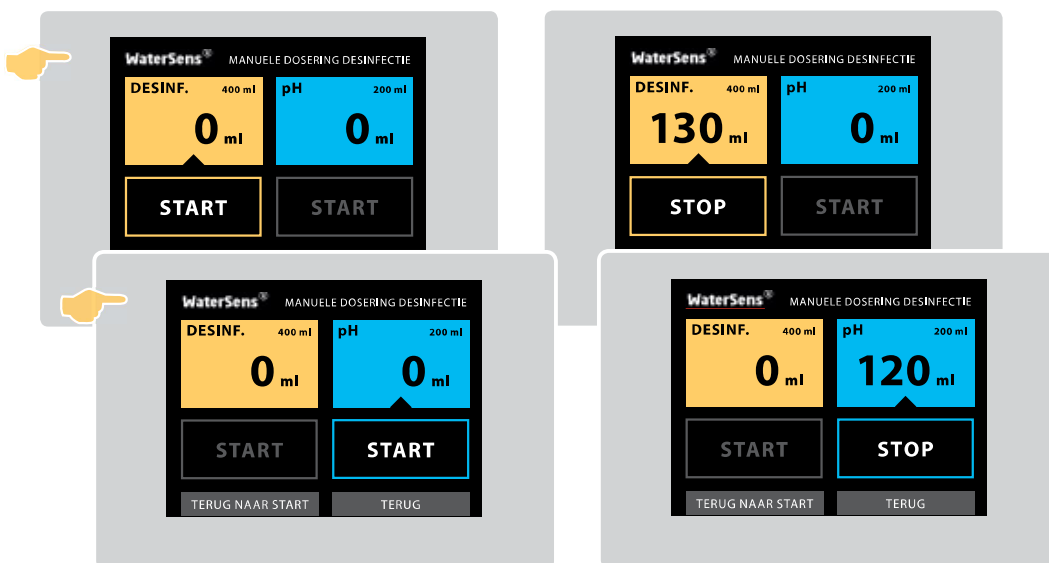 WaterSens® MANUELE DOSERING DESINFECTIE
DESINF. 400 ml pH 200 ml
0 ml 0 ml
START START
WaterSens® MANUELE DOSERING DESINFECTIE
DESINF. 400 ml pH 200 ml
130 ml 0 ml
STOP START
WaterSens® MANUELE DOSERING DESINFECTIE
DESINF. 400 ml pH 200 ml
0 ml 0 ml
START START
TERUG NAAR START TERUG
WaterSens® MANUELE DOSERING DESINFECTIE
DESINF. 400 ml pH 200 ml
0 ml 120 ml
START STOP
TERUG NAAR START TERUG